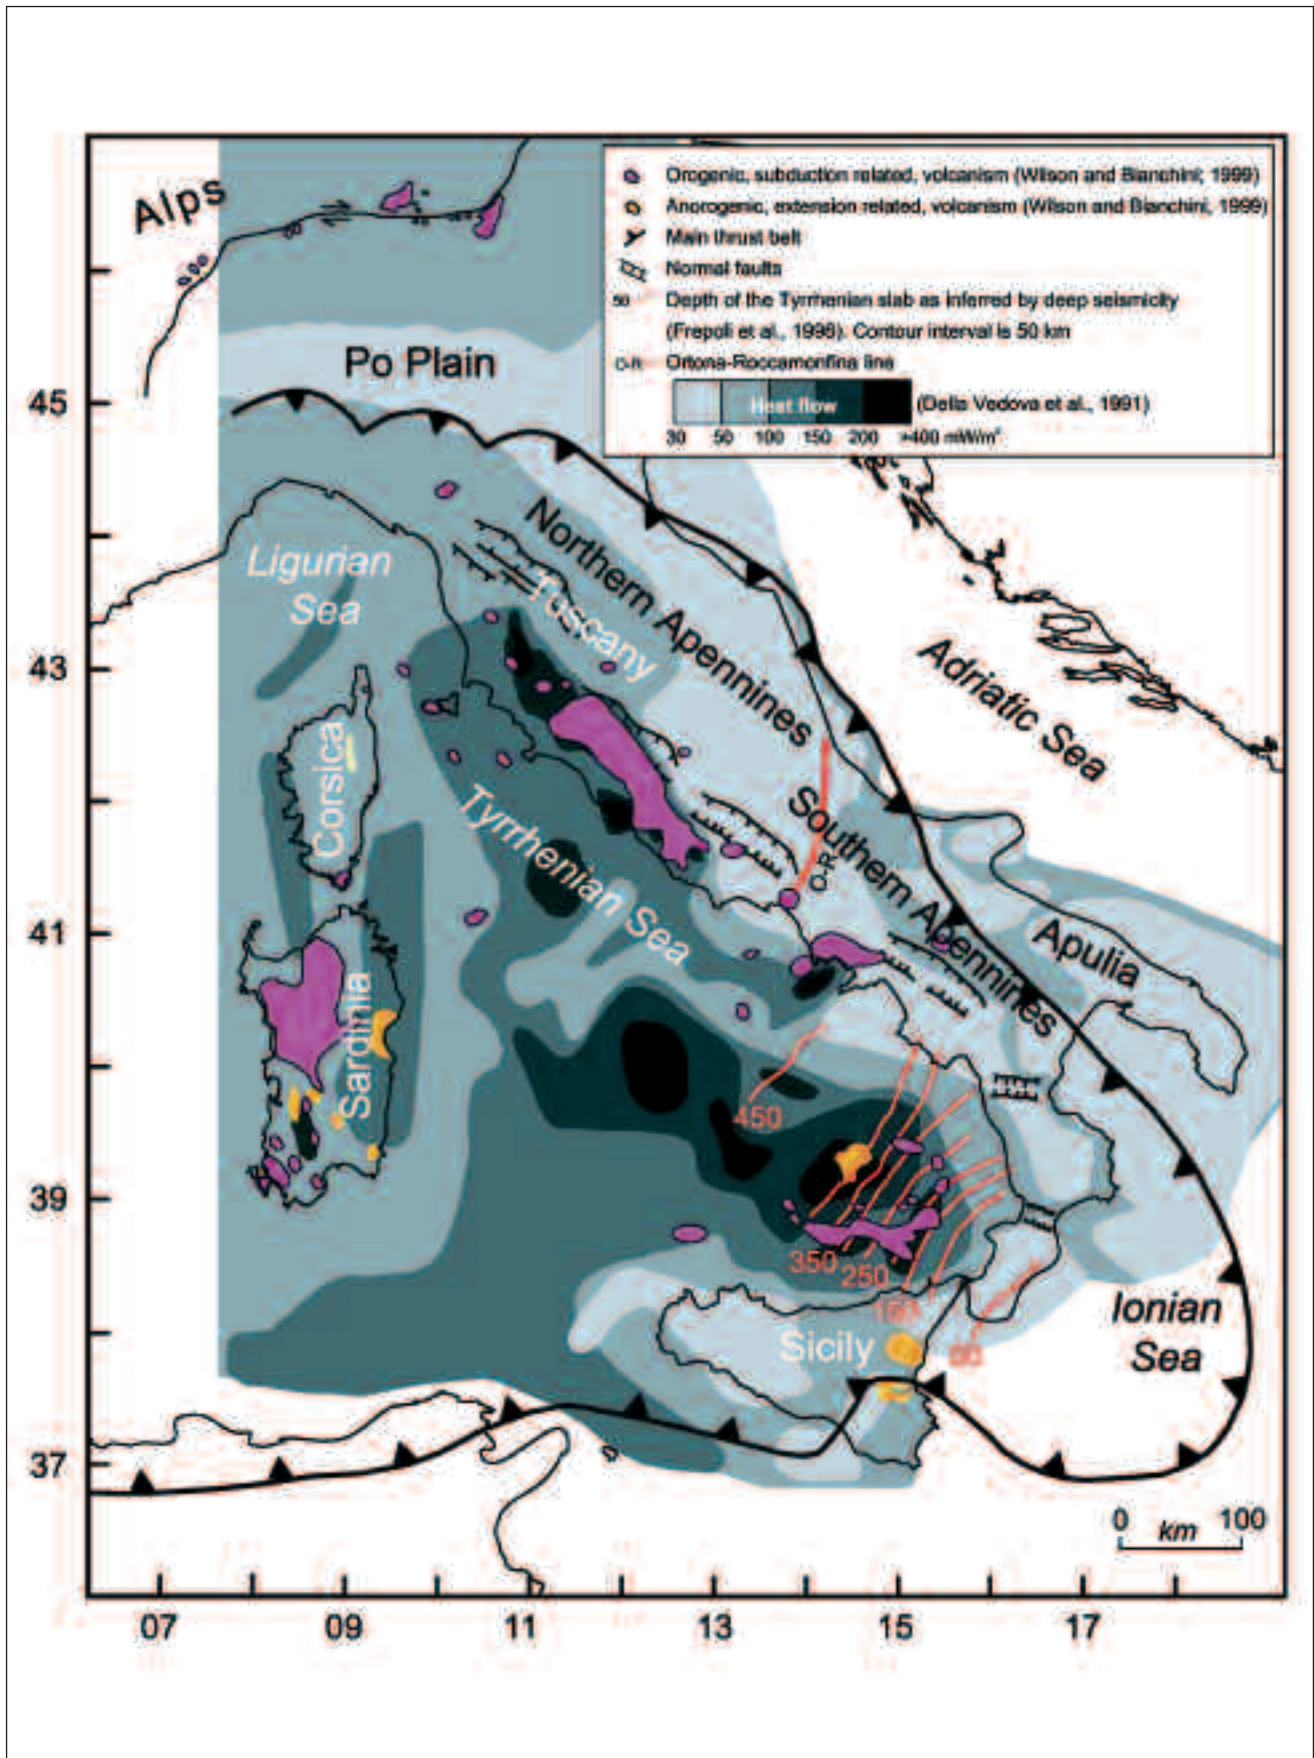 Alps
Orogenic, subduction related, volcanism (Wilson and Bianchini, 1999)
Anorogenic, extension related, volcanism (Wilson and Bianchini, 1999)
Main thrust belt
Normal faults
50 Depth of the Tyrrhenian slab as inferred by deep seismicity
(Frepoli et al., 1996). Contour interval is 50 km
O-R Ortona-Roccamonfina line
Heat flow
(Della Vedova et al., 1991)
30 50 100 150 200 >400 mW/m²
Po Plain
45
Northern Apennines
Ligurian
Sea
Tuscany
43
Adriatic Sea
Corsica
Tyrrhenian Sea
Southern Apennines
O-R
41
Apulia
Sardinia
450
39
350
250
150
Ionian
Sea
Sicily
37
0 100
km
07 09 11 13 15 17